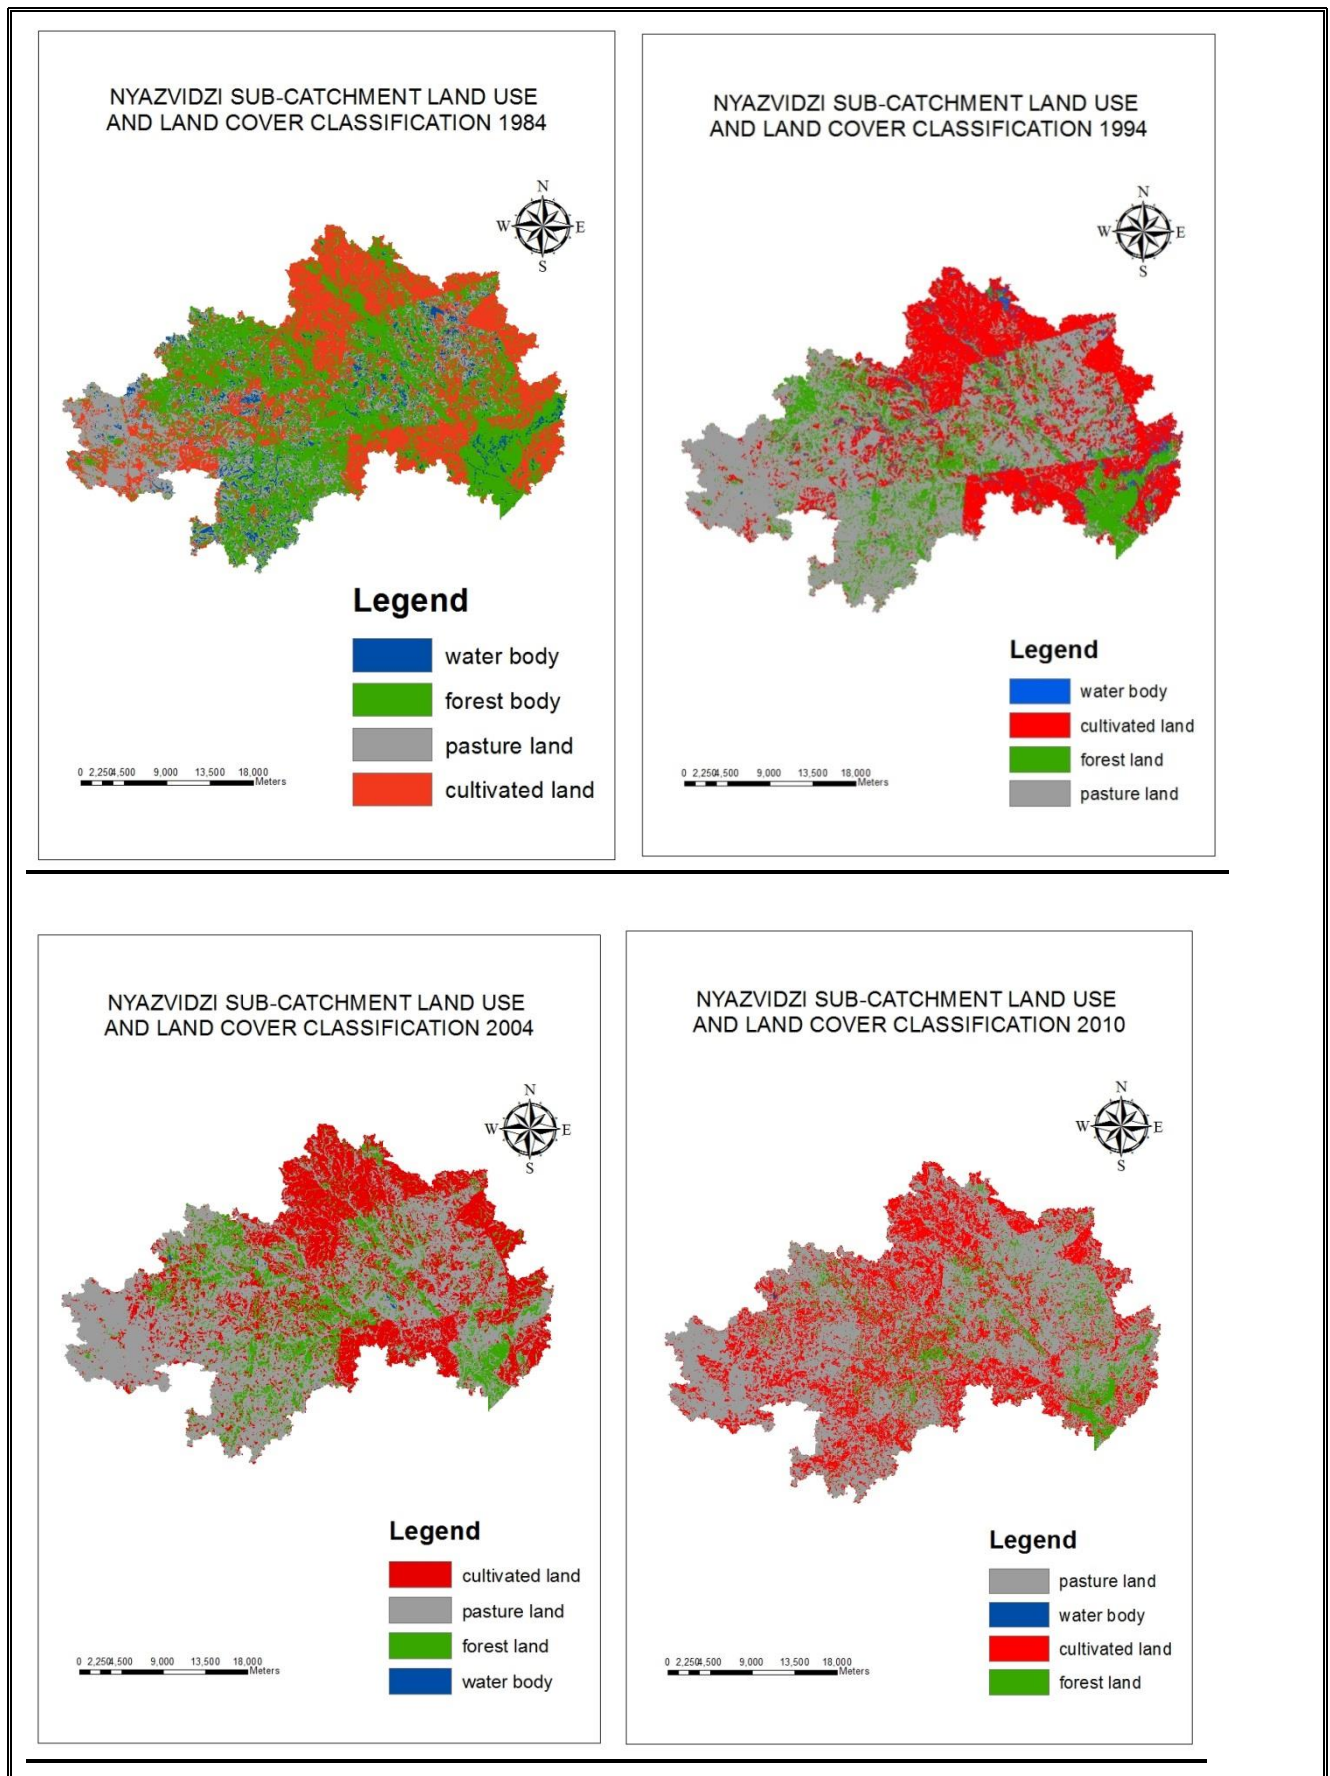 NYAZVIDZI SUB-CATCHMENT LAND USE
AND LAND COVER CLASSIFICATION 1984
N
W
E
S
Legend
water body
forest body
pasture land
cultivated land
0 2,250 4,500 9,000 13,500 18,000
Meters
NYAZVIDZI SUB-CATCHMENT LAND USE
AND LAND COVER CLASSIFICATION 1994
N
W
E
S
Legend
water body
cultivated land
forest land
pasture land
0 2,250 4,500 9,000 13,500 18,000
Meters
NYAZVIDZI SUB-CATCHMENT LAND USE
AND LAND COVER CLASSIFICATION 2004
N
W
E
S
Legend
cultivated land
pasture land
forest land
water body
0 2,250 4,500 9,000 13,500 18,000
Meters
NYAZVIDZI SUB-CATCHMENT LAND USE
AND LAND COVER CLASSIFICATION 2010
N
W
E
S
Legend
pasture land
water body
cultivated land
forest land
0 2,250 4,500 9,000 13,500 18,000
Meters